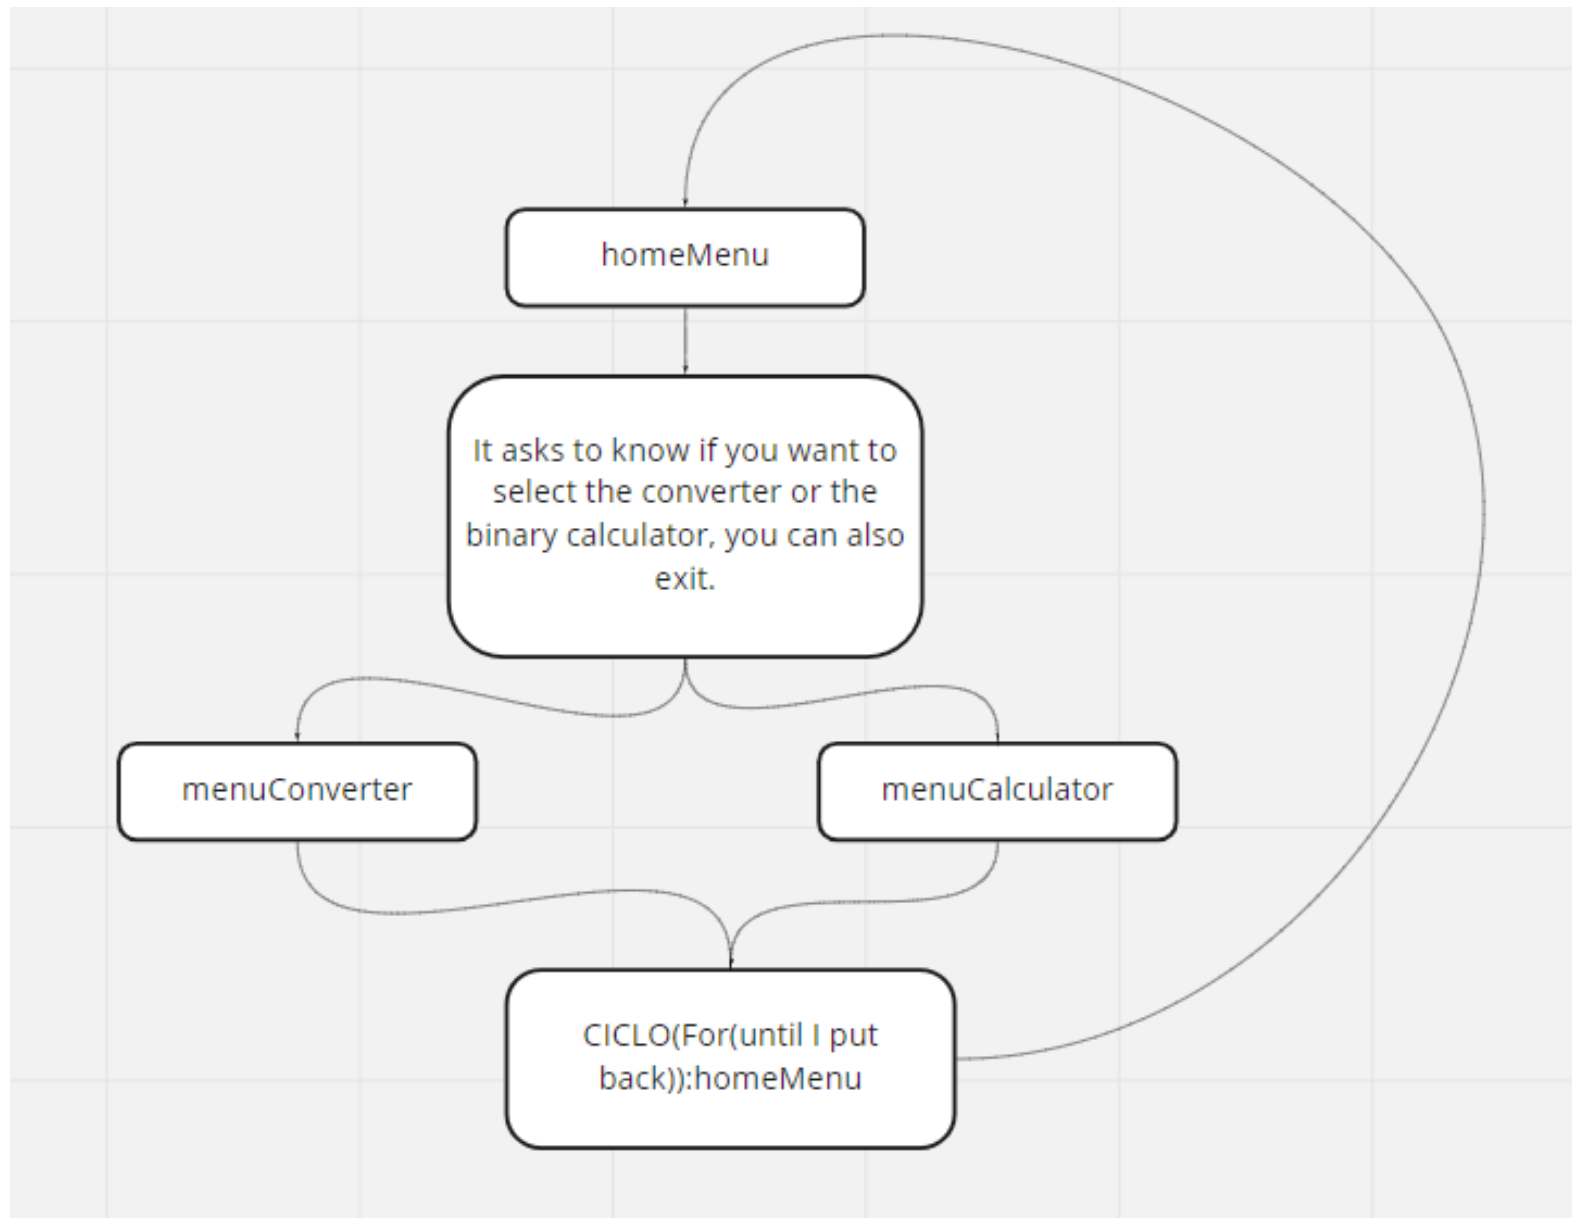 homeMenu
It asks to know if you want to
select the converter or the
binary calculator, you can also
exit.
menuConverter
menuCalculator
CICLO(For(until I put
back)):homeMenu